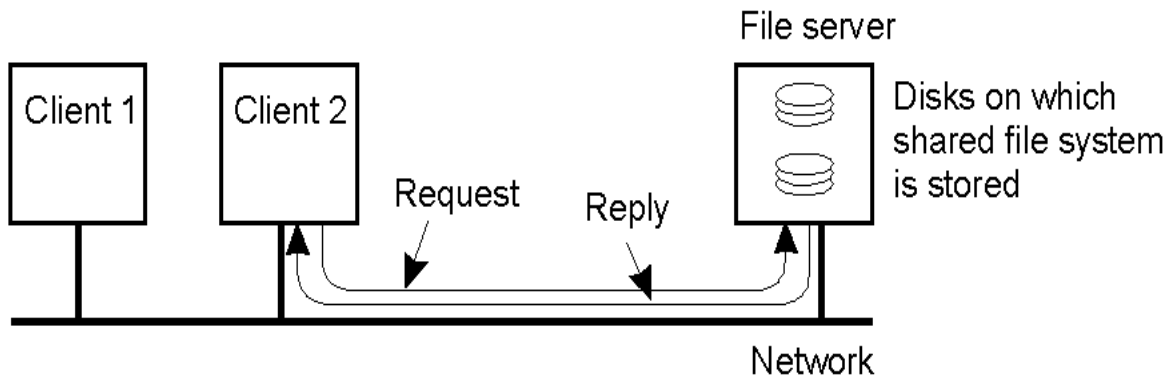 File server
Client 1
Client 2
Disks on which
shared file system
is stored
Request
Reply
Network